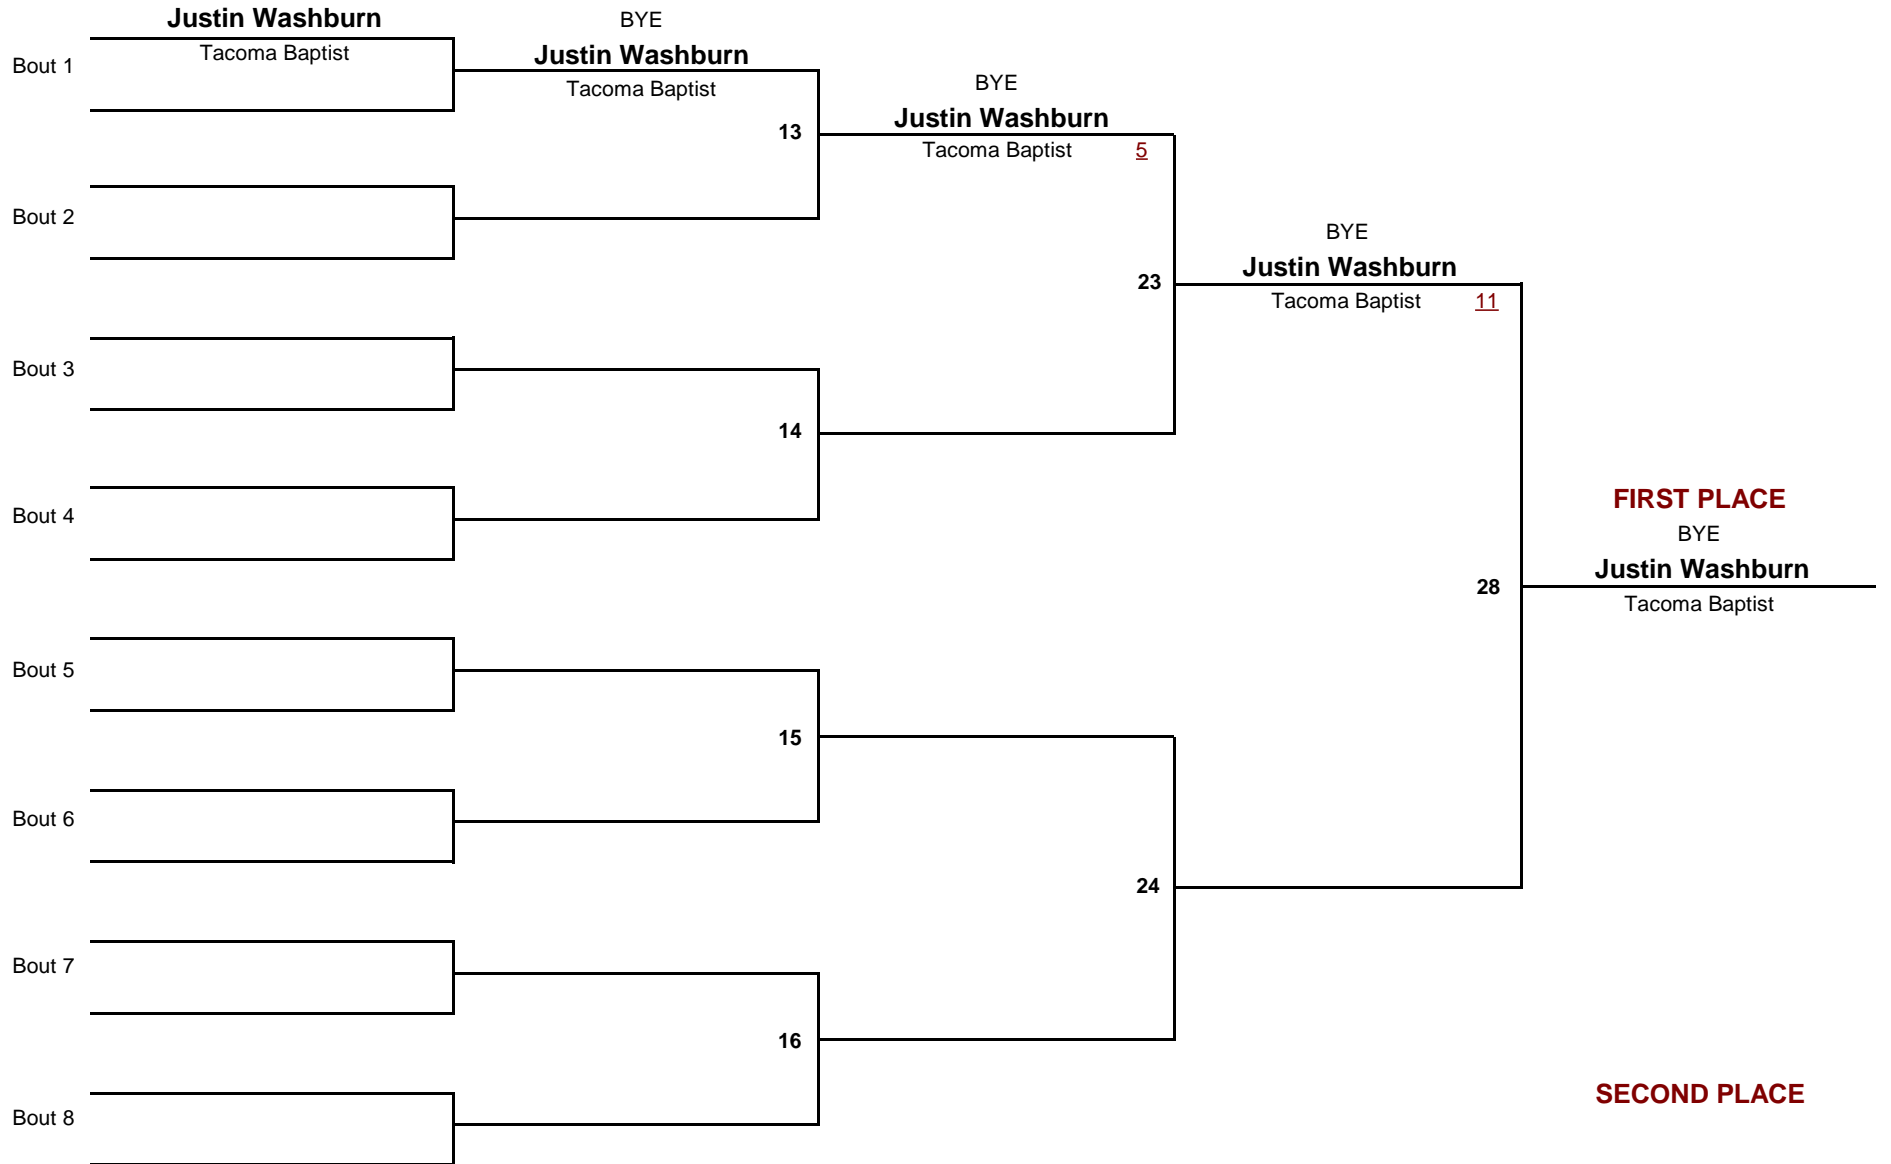 Justin Washburn
BYE
Bout 1
Tacoma Baptist
Justin Washburn
Tacoma Baptist
BYE
13
Justin Washburn
Tacoma Baptist 5
Bout 2
BYE
Justin Washburn
23
Tacoma Baptist 11
Bout 3
14
Bout 4
FIRST PLACE
BYE
Justin Washburn
28
Tacoma Baptist
Bout 5
15
Bout 6
24
Bout 7
16
SECOND PLACE
Bout 8